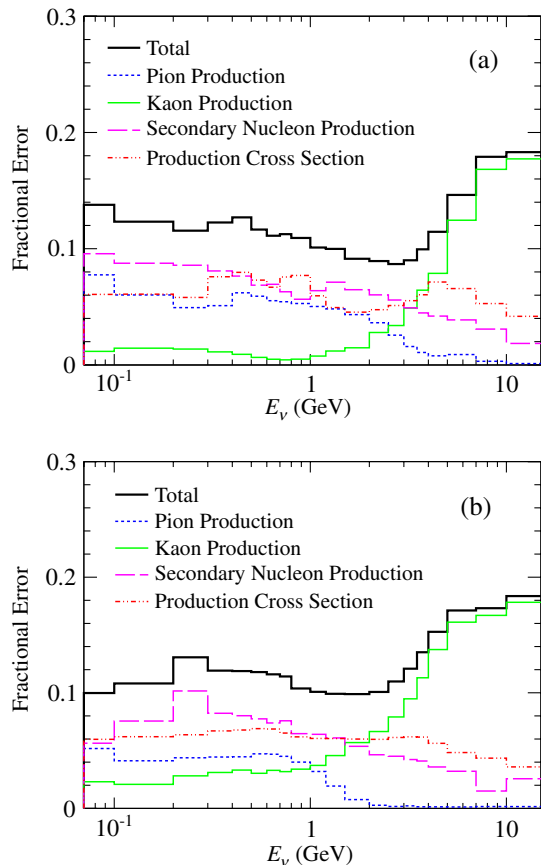 0.3
Total
(a)
Pion Production
Kaon Production
0.2
Secondary Nucleon Production
Production Cross Section
Fractional Error
0.1
0
10⁻¹ 1 10
Eν (GeV)
0.3
Total
(b)
Pion Production
Kaon Production
0.2
Secondary Nucleon Production
Production Cross Section
Fractional Error
0.1
0
10⁻¹ 1 10
Eν (GeV)